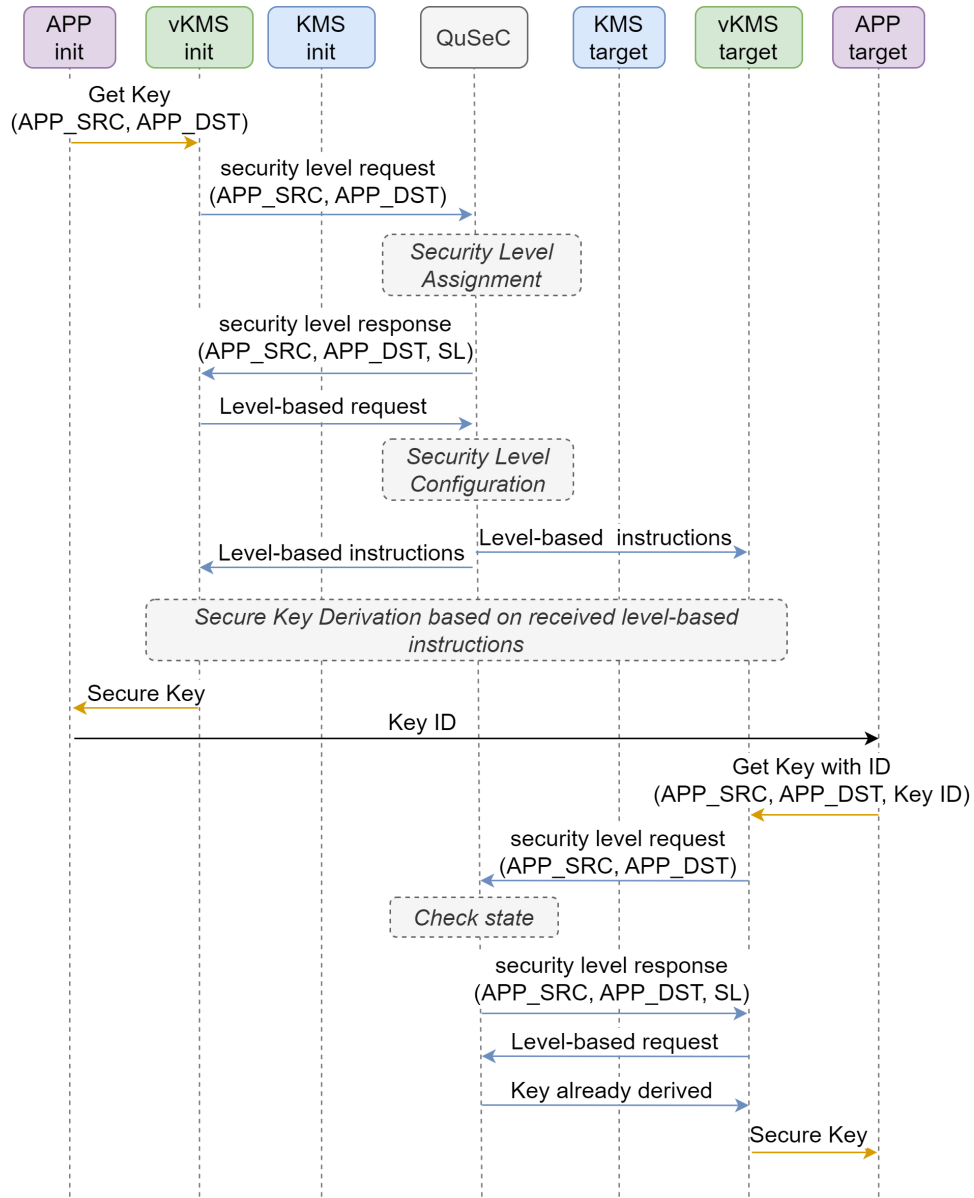 APP
init
vKMS
init
KMS
init
QuSeC
KMS
target
vKMS
target
APP
target
Get Key
(APP_SRC, APP_DST)
security level request
(APP_SRC, APP_DST)
Security Level
Assignment
security level response
(APP_SRC, APP_DST, SL)
Level-based request
Security Level
Configuration
Level-based  instructions
Level-based instructions
Secure Key Derivation based on received level-based
instructions
Secure Key
Key ID
Get Key with ID
(APP_SRC, APP_DST, Key ID)
security level request
(APP_SRC, APP_DST)
Check state
security level response
(APP_SRC, APP_DST, SL)
Level-based request
Key already derived
Secure Key